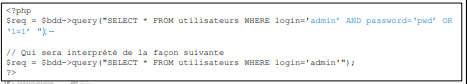 <?php
$req = $bdd->query("SELECT * FROM utilisateurs WHERE login='admin' AND password='pwd' OR
'1=1' ");--
// Qui sera interprété de la façon suivante
$req = $bdd->query("SELECT * FROM utilisateurs WHERE login='admin'");
?>